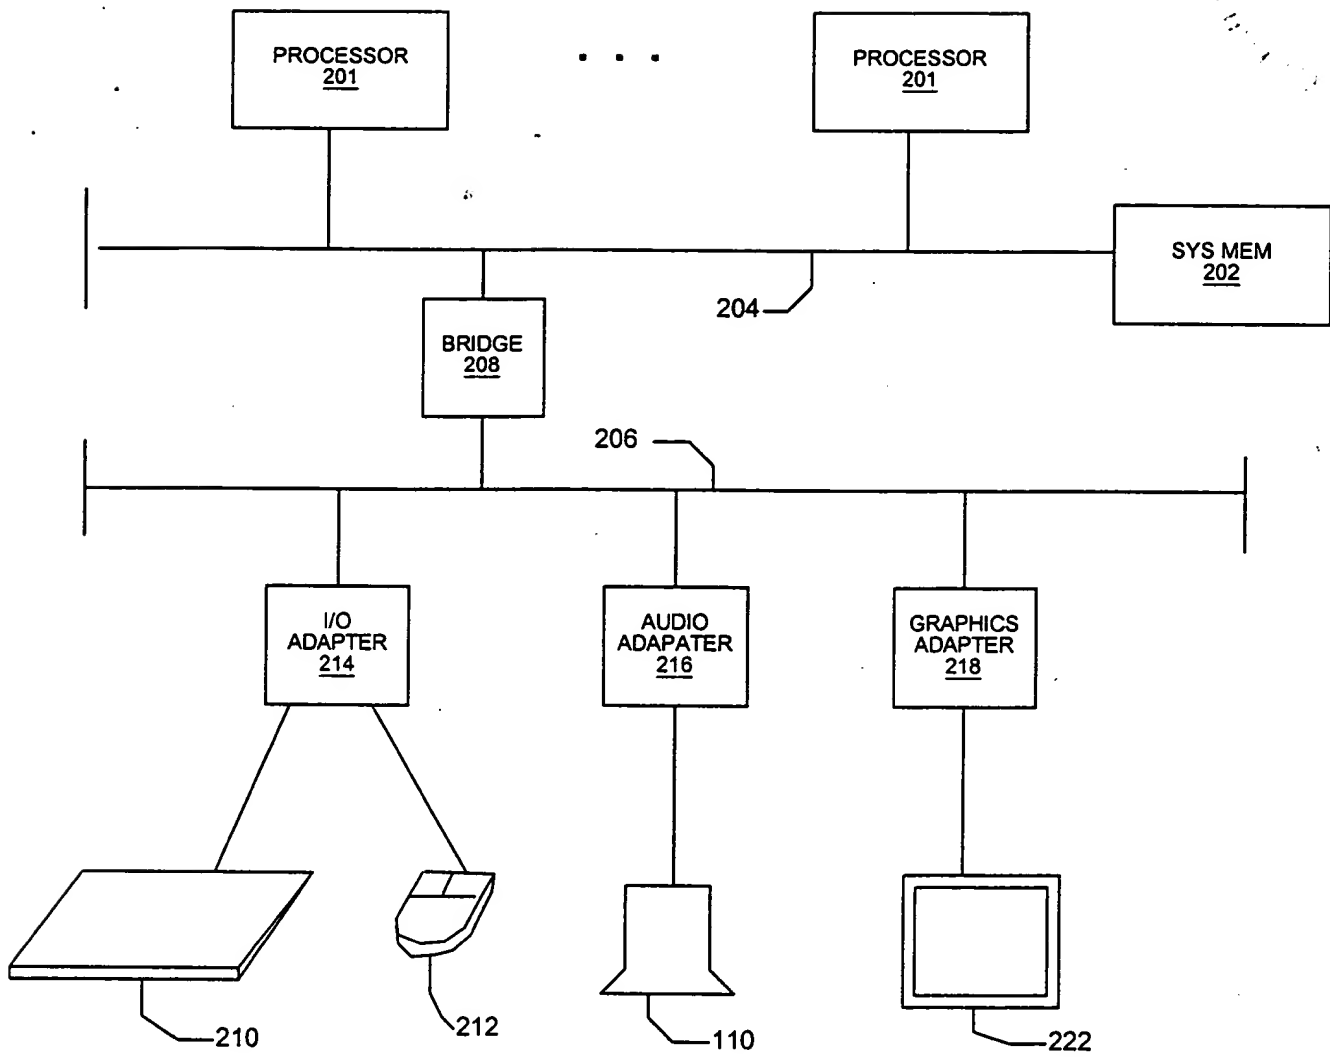 PROCESSOR
201
. . .
PROCESSOR
201
SYS MEM
202
204
BRIDGE
208
206
I/O
ADAPTER
214
AUDIO
ADAPATER
216
GRAPHICS
ADAPTER
218
210
212
110
222